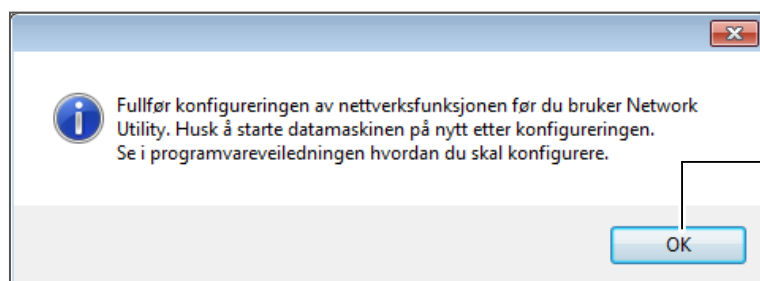 Fullfør konfigureringen av nettverksfunksjonen før du bruker Network
Utility. Husk å starte datamaskinen på nytt etter konfigureringen.
Se i programvareveiledningen hvordan du skal konfigurere.
OK